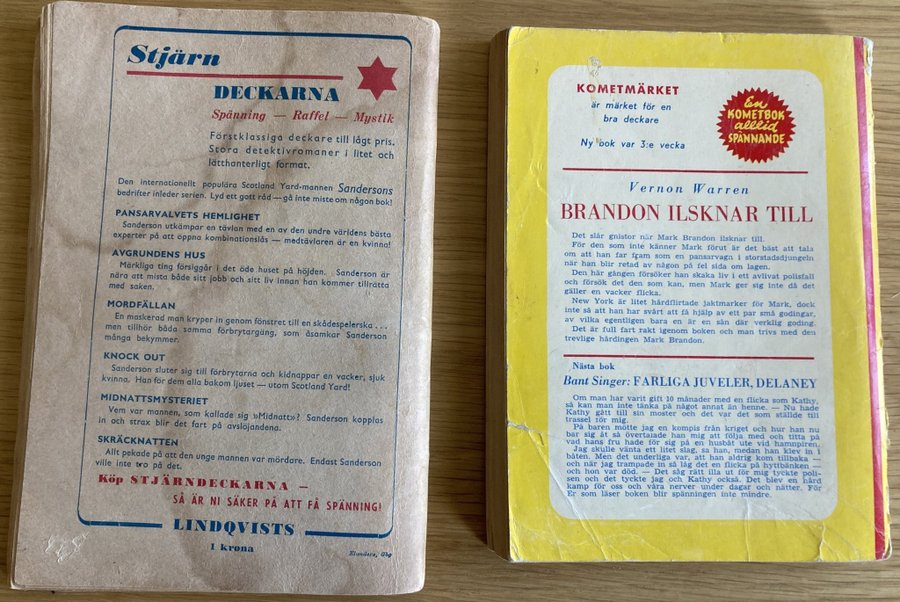 Stjärn
DECKARNA
Spänning — Raffel — Mystik
Förstklassiga deckare till lågt pris.
Stora detektivromaner i litet och
lätthanterligt format.
Den internationellt populära Scotland Yard-mannen Sandersons
bedrifter inleder serien. Lyd ett gott råd — gå inte miste om någon bok!
PANSARVALVETS HEMLIGHET
Sanderson utkämpar en tävlan med en av den undre världens bästa
experter på att öppna kombinationslås — medtävlaren är en kvinna!
AVGRUNDENS HUS
Märkliga ting försiggår i det öde huset på höjden. Sanderson är
nära att mista både sitt jobb och sitt liv innan han kommer tillrätta
med saken.
MORDFÄLLAN
En maskerad man kryper in genom fönstret till en skådespelerska . . .
men tillhör båda samma förbrytargäng, som åsamkar Sanderson
många bekymmer.
KNOCK OUT
Sanderson sluter sig till förbrytarna och kidnappar en vacker, sjuk
kvinna. Han för dem alla bakom ljuset — utom Scotland Yard!
MIDNATTSMYSTERIET
Vem var mannen, som kallade sig »Midnatt»? Sanderson kopplas
in och strax blir det fart på avslöjandena.
SKRÄCKNATTEN
Allt pekade på att den unge mannen var mördare. Endast Sanderson
ville inte tro på det.
Köp STJÄRNDECKARNA —
SÅ ÄR NI SÄKER PÅ ATT FÅ SPÄNNING!
LINDQVISTS
1 krona
Elanders, Gbg
KOMETMÄRKET
är märket för en
bra deckare
Ny bok var 3:e vecka
En
KOMETBOK
alltid
SPÄNNANDE
Vernon Warren
BRANDON ILSKNAR TILL
Det slår gnistor när Mark Brandon ilsknar till.
För den som inte känner Mark förut är det bäst att tala
om att han far fram som en pansarvagn i storstadsdjungeln
när han blir retad av någon på fel sida om lagen.
Den här gången försöker han skaka liv i ett avlivat polisfall
och försök det den som kan, men Mark ger sig inte då det
gäller en vacker flicka.
New York är litet hårdflirtade jaktmarker för Mark, dock
inte så att han har svårt att få hjälp av ett par små godingar,
av vilka egentligen bara en är en sån där verklig goding.
Det är full fart rakt igenom boken och man trivs med den
trevlige hårdingen Mark Brandon.
Nästa bok
Bant Singer: FARLIGA JUVELER, DELANEY
Om man har varit gift 10 månader med en flicka som Kathy,
så kan man inte tänka på något annat än henne. — Nu hade
Kathy gått till sin moster och det var det som ställde till
trassel för mig.
På baren mötte jag en kompis från kriget och hur han nu
bar sig åt så övertalade han mig att följa med och titta på
vad hans fru hade för sig på en husbåt ute vid hamnpiren.
Jag skulle vänta ett litet slag, sa han, medan han klev in i
båten. Men det underliga var, att han aldrig kom tillbaka —
och när jag trampade in så låg det en flicka på hyttbänken —
och hon var död. — Det såg rätt illa ut för mig tyckte poli-
sen och det tyckte jag och Kathy också. Det blev en hård
kamp för oss och våra nerver under dagar och nätter. För
Er som läser boken blir spänningen inte mindre.